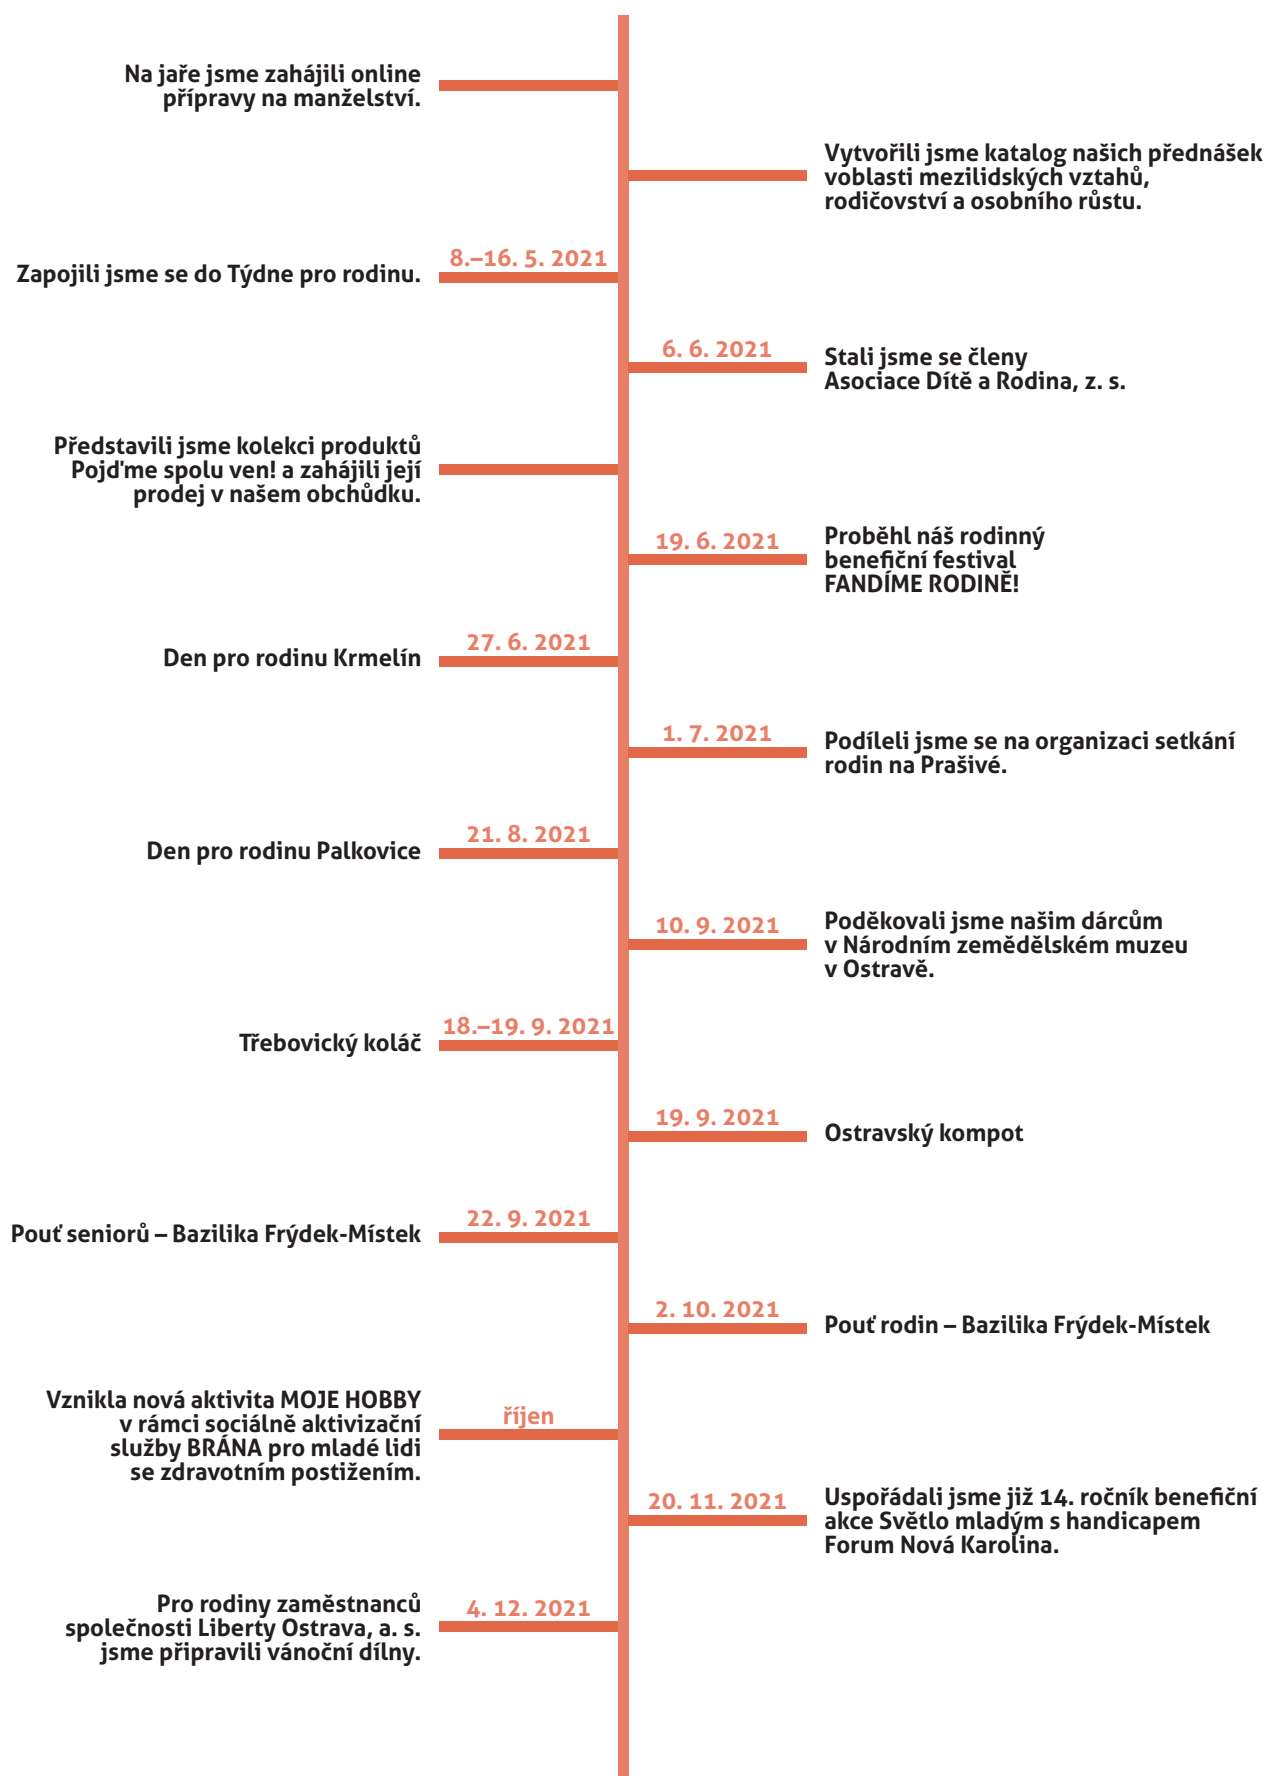 Na jaře jsme zahájili online
přípravy na manželství.
Vytvořili jsme katalog našich přednášek
voblasti mezilidských vztahů,
rodičovství a osobního růstu.
8.–16. 5. 2021
Zapojili jsme se do Týdne pro rodinu.
6. 6. 2021
Stali jsme se členy
Asociace Dítě a Rodina, z. s.
Představili jsme kolekci produktů
Pojďme spolu ven! a zahájili její
prodej v našem obchůdku.
19. 6. 2021
Proběhl náš rodinný
benefiční festival
FANDÍME RODINĚ!
27. 6. 2021
Den pro rodinu Krmelín
1. 7. 2021
Podíleli jsme se na organizaci setkání
rodin na Prašivé.
21. 8. 2021
Den pro rodinu Palkovice
10. 9. 2021
Poděkovali jsme našim dárcům
v Národním zemědělském muzeu
v Ostravě.
18.–19. 9. 2021
Třebovický koláč
19. 9. 2021
Ostravský kompot
22. 9. 2021
Pouť seniorů – Bazilika Frýdek-Místek
2. 10. 2021
Pouť rodin – Bazilika Frýdek-Místek
Vznikla nová aktivita MOJE HOBBY
v rámci sociálně aktivizační
služby BRÁNA pro mladé lidi
se zdravotním postižením.
říjen
20. 11. 2021
Uspořádali jsme již 14. ročník benefiční
akce Světlo mladým s handicapem
Forum Nová Karolina.
Pro rodiny zaměstnanců
společnosti Liberty Ostrava, a. s.
jsme připravili vánoční dílny.
4. 12. 2021